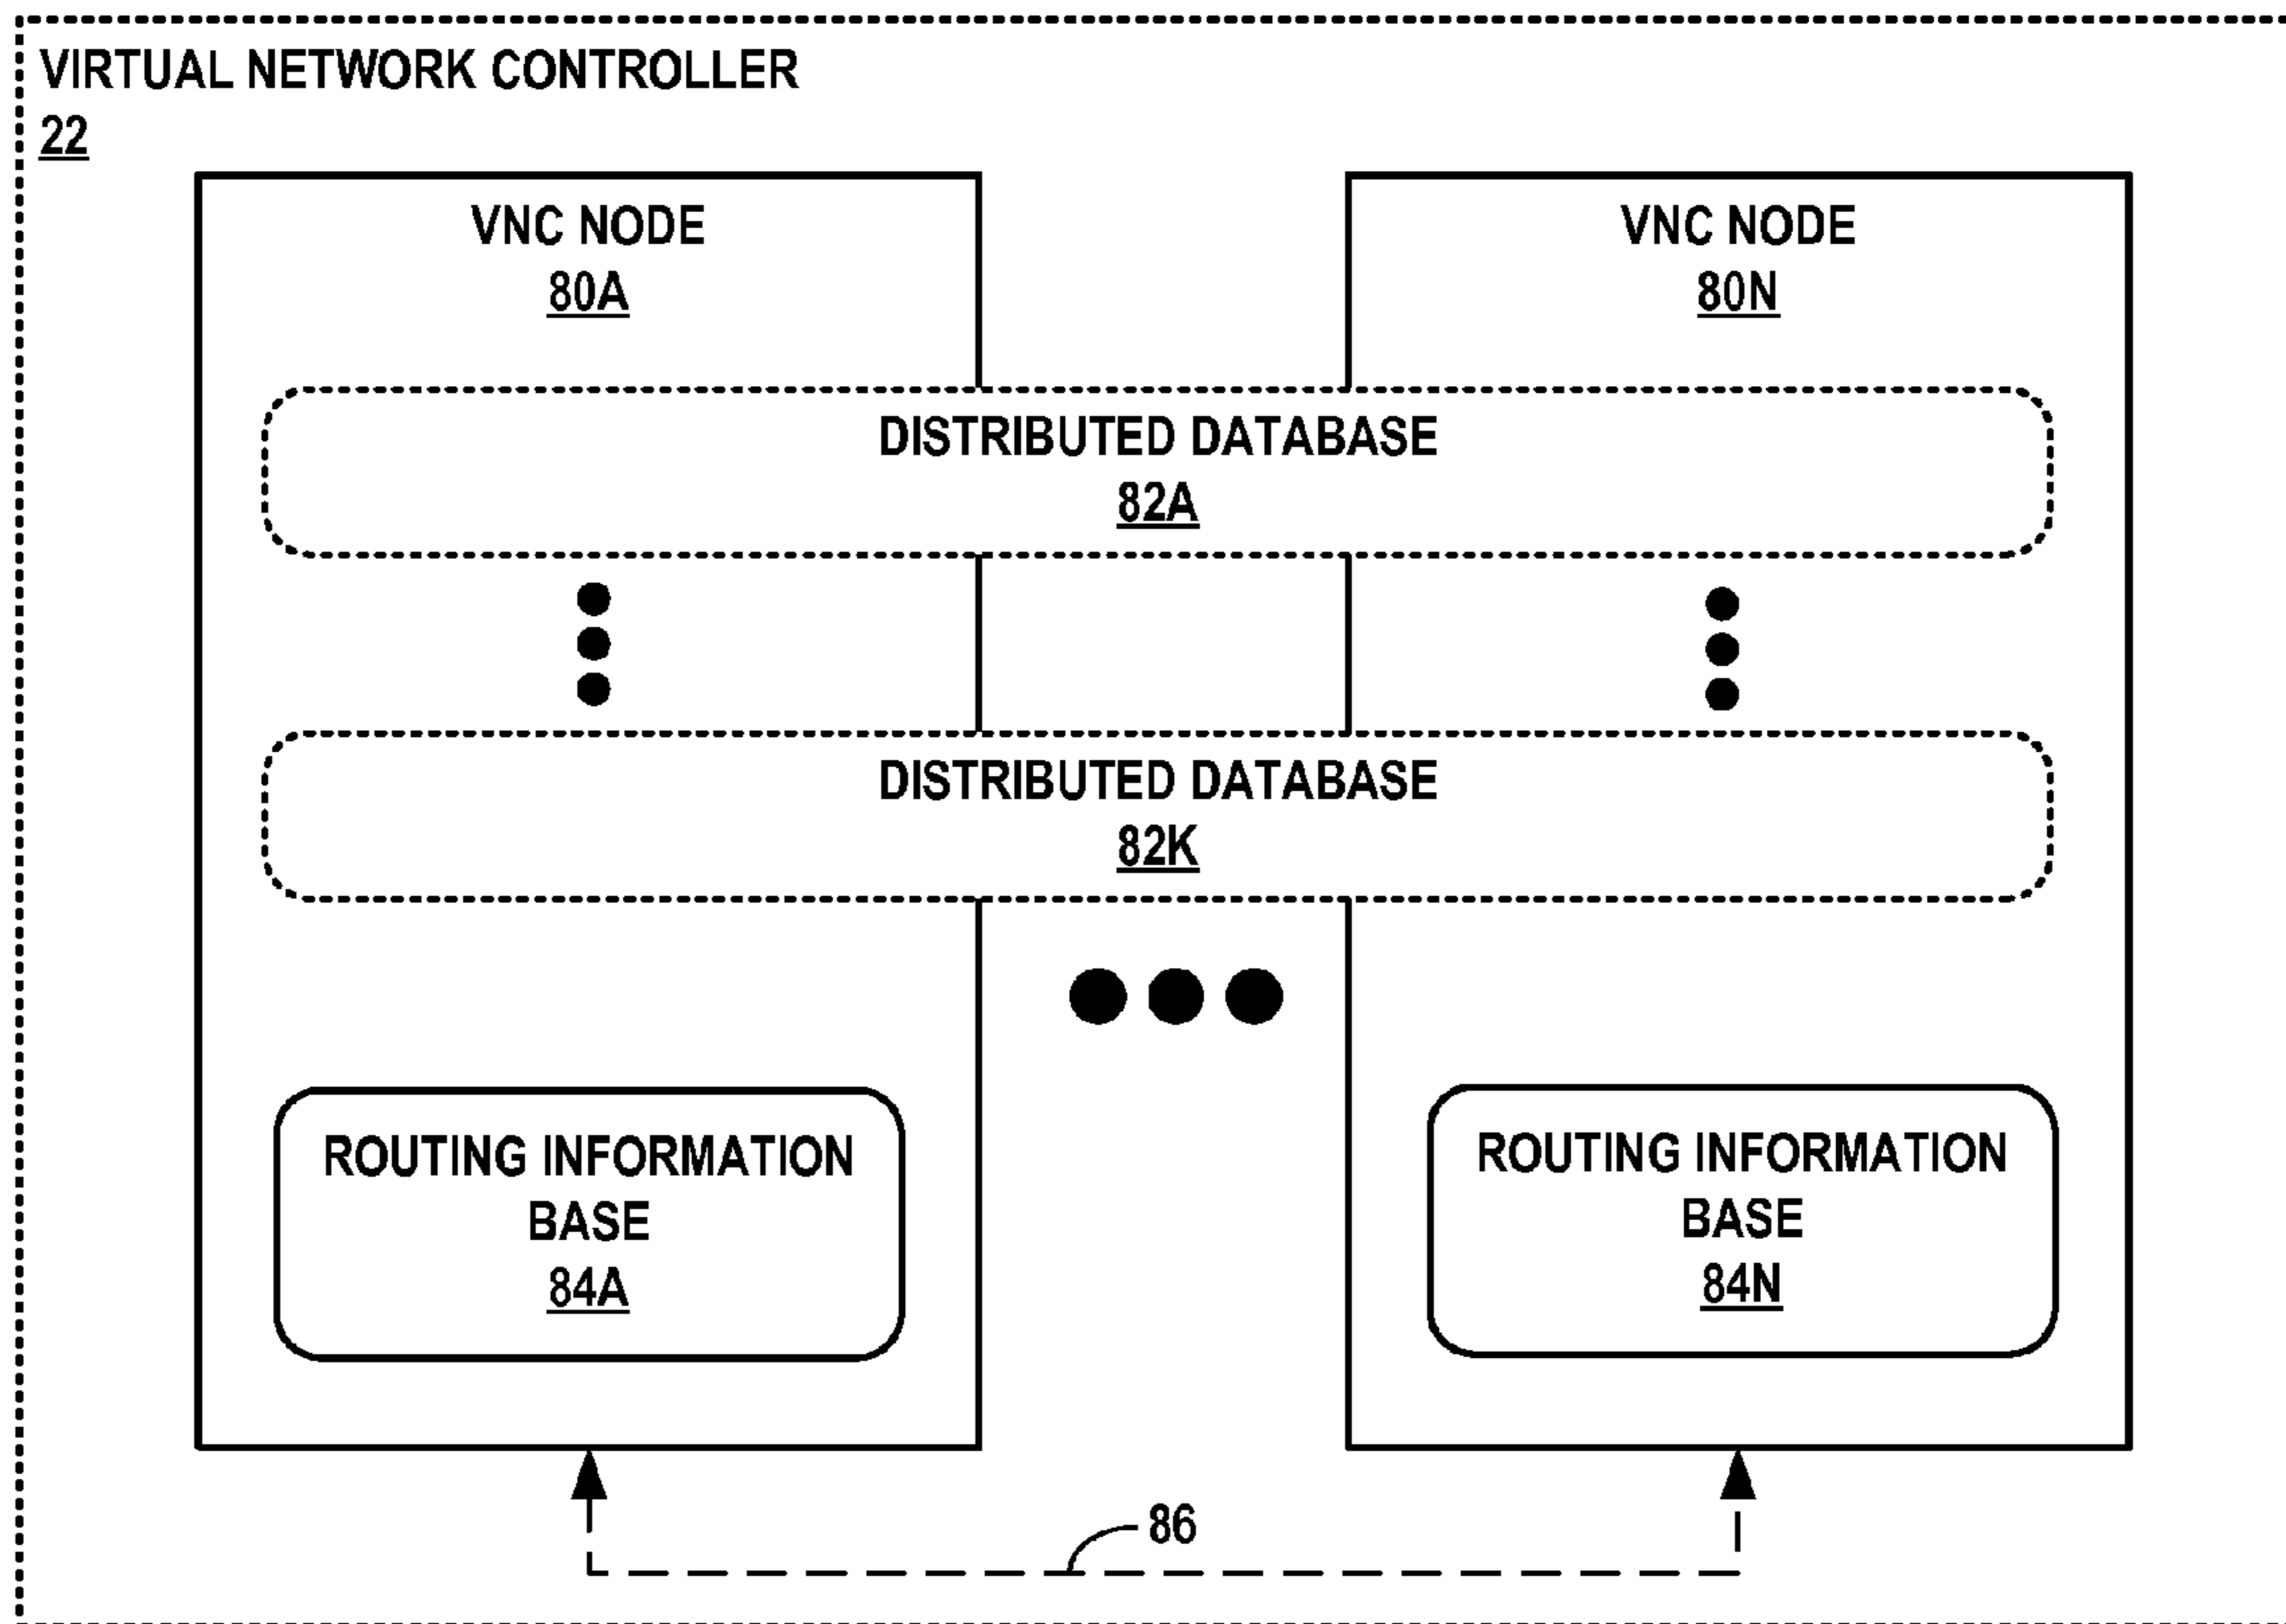 VIRTUAL NETWORK CONTROLLER
22
VNC NODE
80A
VNC NODE
80N
DISTRIBUTED DATABASE
82A
DISTRIBUTED DATABASE
82K
ROUTING INFORMATION
BASE
84A
ROUTING INFORMATION
BASE
84N
86